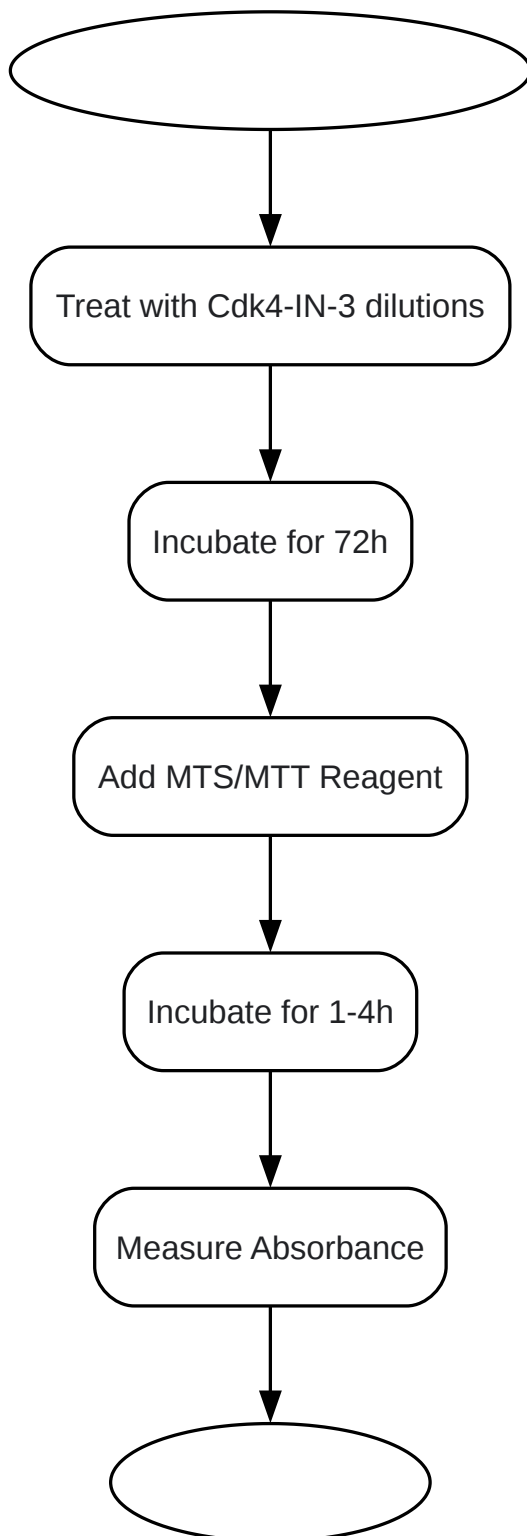 Treat with Cdk4-IN-3 dilutions
Incubate for 72h
Add MTS/MTT Reagent
Incubate for 1-4h
Measure Absorbance